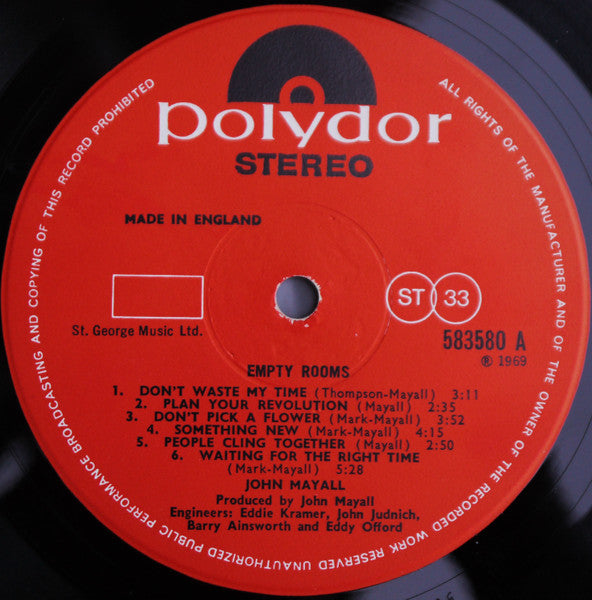 polydor
STEREO
MADE IN ENGLAND
St. George Music Ltd.
ST 33
583580 A
℗ 1969
EMPTY ROOMS
1. DON'T WASTE MY TIME (Thompson-Mayall) 3:11
2. PLAN YOUR REVOLUTION (Mayall) 2:35
3. DON'T PICK A FLOWER (Mark-Mayall) 3:52
4. SOMETHING NEW (Mark-Mayall) 4:15
5. PEOPLE CLING TOGETHER (Mayall) 2:50
6. WAITING FOR THE RIGHT TIME
(Mark-Mayall) 5:28
JOHN MAYALL
Produced by John Mayall
Engineers: Eddie Kramer, John Judnich,
Barry Ainsworth and Eddy Offord
ALL RIGHTS OF THE MANUFACTURER AND OF THE OWNER OF THE RECORDED WORK RESERVED UNAUTHORIZED PUBLIC PERFORMANCE BROADCASTING AND COPYING OF THIS RECORD PROHIBITED